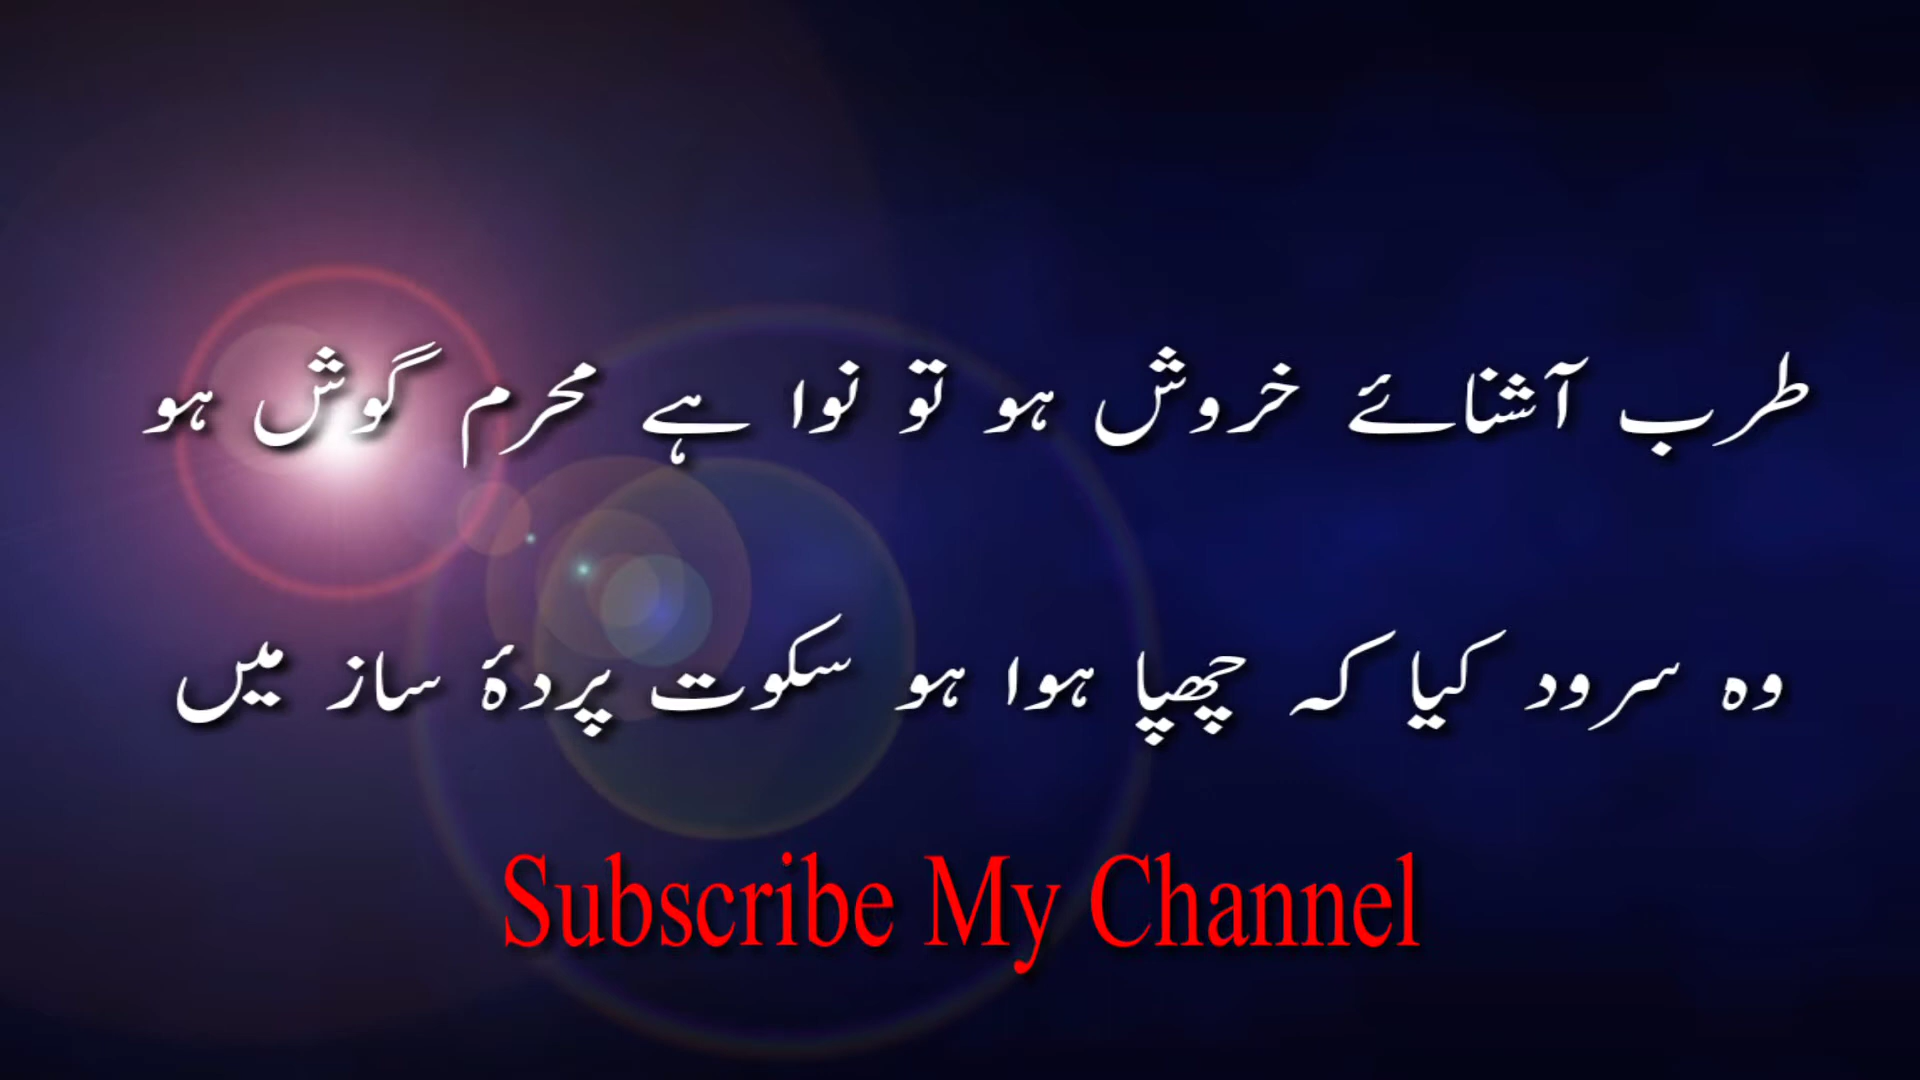 طرب آشنائے خروش ہو تو نوا ہے محرم گوش ہو
وہ سرود کیا کہ چھپا ہوا ہو سکوت پردۂ ساز میں
Subscribe My Channel